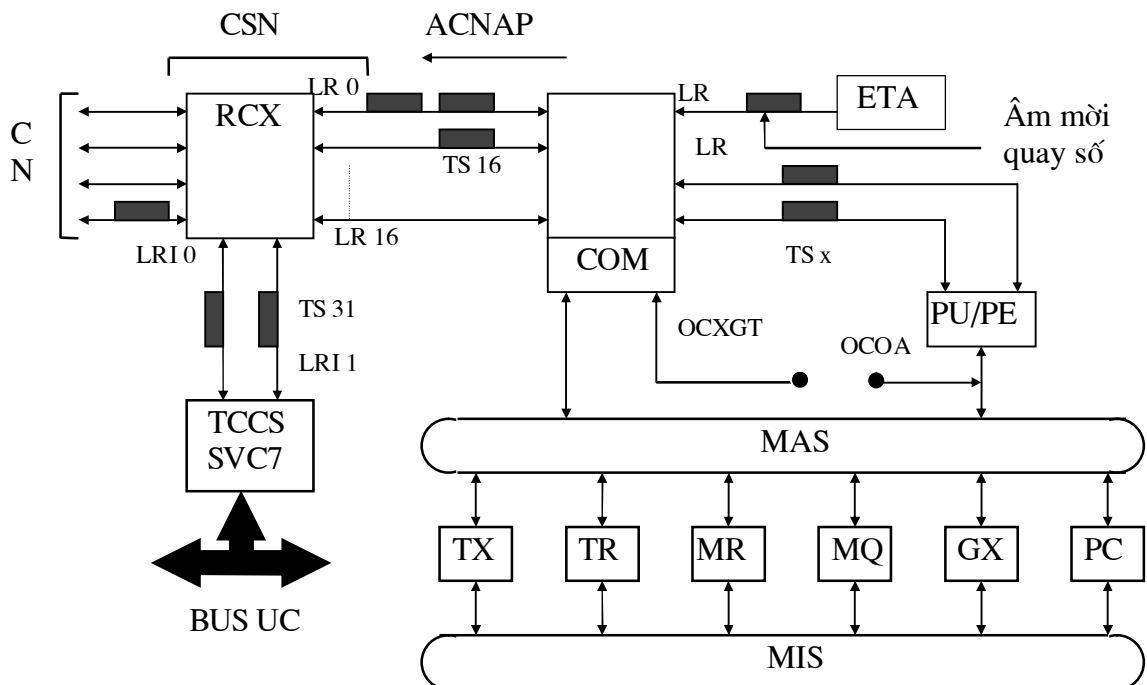 CSN
ACNAP
LR 0
LR
ETA
C
N
RCX
Âm mời
quay số
LR
TS 16
LRI 0
LR 16
COM
TS x
TS 31
PU/PE
OCXGT
OCOA
LRI 1
TCCS
SVC7
MAS
TX
TR
MR
MQ
GX
PC
BUS UC
MIS